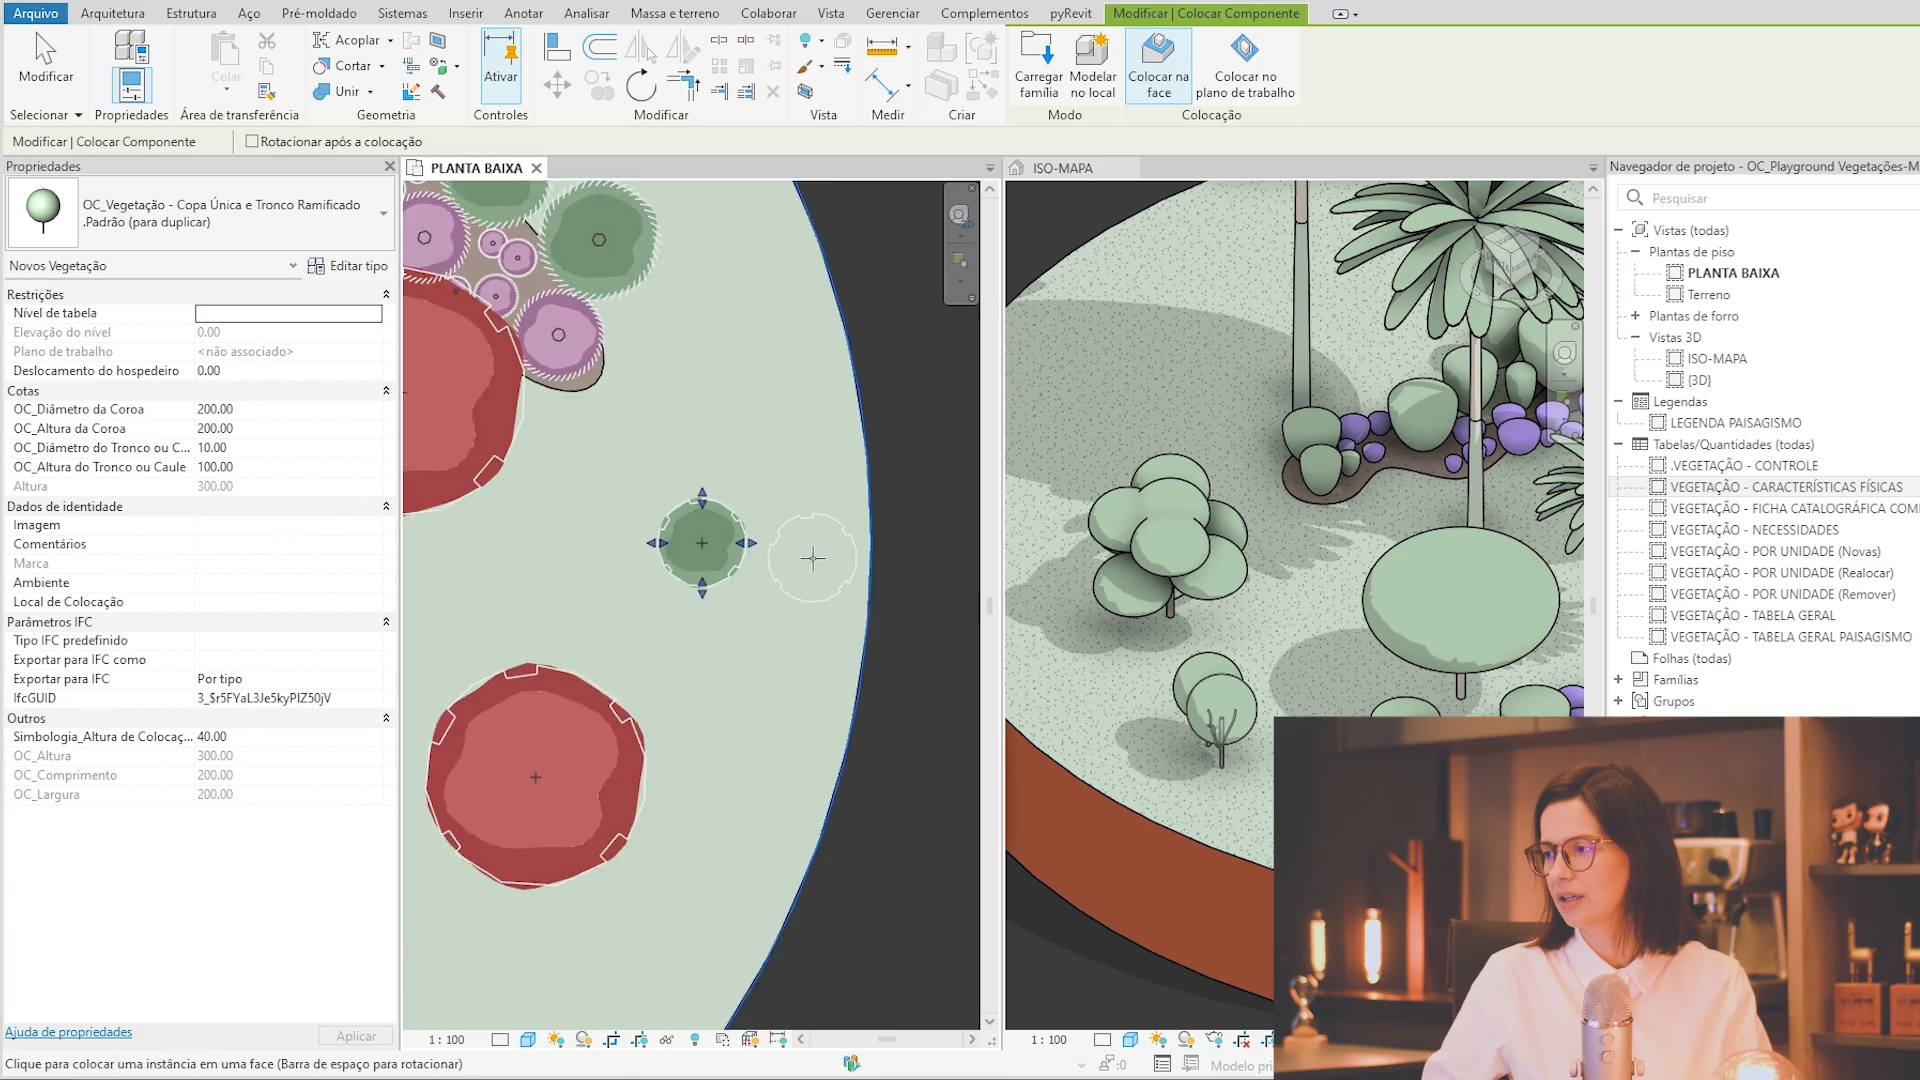 Arquivo Arquitetura Estrutura Aço Pré-moldado Sistemas Inserir Anotar Analisar Massa e terreno Colaborar Vista Gerenciar Complementos pyRevit Modificar | Colocar Componente
Modificar
Colar
Acoplar
Cortar
Unir
Ativar
Carregar família
Modelar no local
Colocar na face
Colocar no plano de trabalho
Selecionar Propriedades Área de transferência Geometria Controles Modificar Vista Medir Criar Modo Colocação
Modificar | Colocar Componente Rotacionar após a colocação
Propriedades
PLANTA BAIXA
ISO-MAPA
Navegador de projeto - OC_Playground Vegetações-M
OC_Vegetação - Copa Única e Tronco Ramificado
.Padrão (para duplicar)
Novos Vegetação Editar tipo
Restrições
Nível de tabela
Elevação do nível 0.00
Plano de trabalho <não associado>
Deslocamento do hospedeiro 0.00
Cotas
OC_Diâmetro da Coroa 200.00
OC_Altura da Coroa 200.00
OC_Diâmetro do Tronco ou C... 10.00
OC_Altura do Tronco ou Caule 100.00
Altura 300.00
Dados de identidade
Imagem
Comentários
Marca
Ambiente
Local de Colocação
Parâmetros IFC
Tipo IFC predefinido
Exportar para IFC como
Exportar para IFC Por tipo
IfcGUID 3_$r5FYaL3Je5kyPIZ50jV
Outros
Simbologia_Altura de Colocaç... 40.00
OC_Altura 300.00
OC_Comprimento 200.00
OC_Largura 200.00
Ajuda de propriedades Aplicar
Pesquisar
Vistas (todas)
Plantas de piso
PLANTA BAIXA
Terreno
Plantas de forro
Vistas 3D
ISO-MAPA
{3D}
Legendas
LEGENDA PAISAGISMO
Tabelas/Quantidades (todas)
.VEGETAÇÃO - CONTROLE
VEGETAÇÃO - CARACTERÍSTICAS FÍSICAS
VEGETAÇÃO - FICHA CATALOGRÁFICA COM
VEGETAÇÃO - NECESSIDADES
VEGETAÇÃO - POR UNIDADE (Novas)
VEGETAÇÃO - POR UNIDADE (Realocar)
VEGETAÇÃO - POR UNIDADE (Remover)
VEGETAÇÃO - TABELA GERAL
VEGETAÇÃO - TABELA GERAL PAISAGISMO
Folhas (todas)
Famílias
Grupos
1 : 100
1 : 100
Clique para colocar uma instância em uma face (Barra de espaço para rotacionar)
:0
Modelo pri